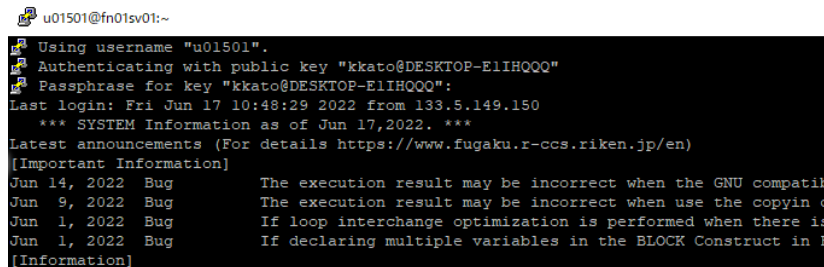 u01501@fn01sv01:~
Using username "u01501".
Authenticating with public key "kkato@DESKTOP-E1IHQQQ"
Passphrase for key "kkato@DESKTOP-E1IHQQQ":
Last login: Fri Jun 17 10:48:29 2022 from 133.5.149.150
*** SYSTEM Information as of Jun 17,2022. ***
Latest announcements (For details https://www.fugaku.r-ccs.riken.jp/en)
[Important Information]
Jun 14, 2022 Bug The execution result may be incorrect when the GNU compatib
Jun 9, 2022 Bug The execution result may be incorrect when use the copyin
Jun 1, 2022 Bug If loop interchange optimization is performed when there is
Jun 1, 2022 Bug If declaring multiple variables in the BLOCK Construct in
[Information]